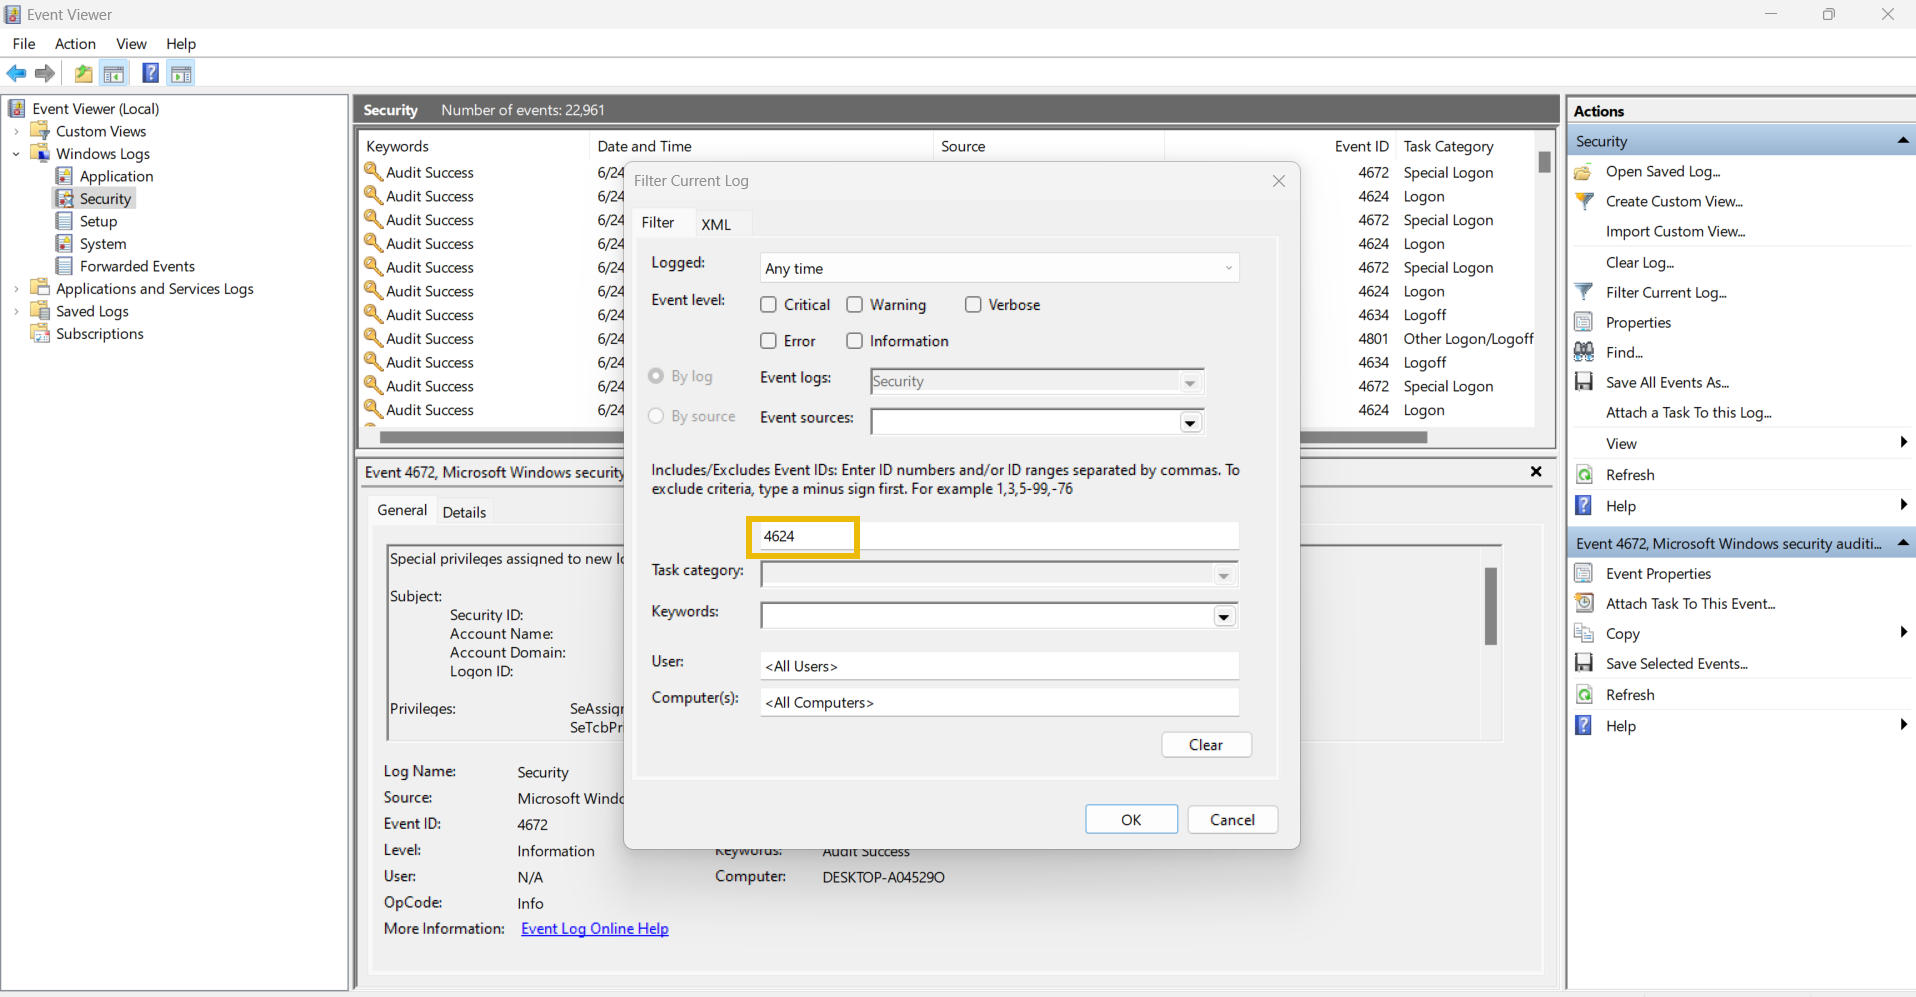 Event Viewer
File Action View Help
Event Viewer (Local)
Custom Views
Windows Logs
Application
Security
Setup
System
Forwarded Events
Applications and Services Logs
Saved Logs
Subscriptions
Security Number of events: 22,961
Keywords Date and Time Source Event ID Task Category
Audit Success 6/24 4672 Special Logon
Audit Success 6/24 4624 Logon
Audit Success 6/24 4672 Special Logon
Audit Success 6/24 4624 Logon
Audit Success 6/24 4672 Special Logon
Audit Success 6/24 4624 Logon
Audit Success 6/24 4634 Logoff
Audit Success 6/24 4801 Other Logon/Logoff
Audit Success 6/24 4634 Logoff
Audit Success 6/24 4672 Special Logon
Audit Success 6/24 4624 Logon
Event 4672, Microsoft Windows security
General Details
Special privileges assigned to new lo
Subject:
Security ID:
Account Name:
Account Domain:
Logon ID:
Privileges: SeAssign
SeTcbPri
Log Name: Security
Source: Microsoft Windo
Event ID: 4672
Level: Information Keywords: Audit Success
User: N/A Computer: DESKTOP-A04529O
OpCode: Info
More Information: Event Log Online Help
Filter Current Log
Filter XML
Logged: Any time
Event level: Critical Warning Verbose
Error Information
By log Event logs: Security
By source Event sources:
Includes/Excludes Event IDs: Enter ID numbers and/or ID ranges separated by commas. To
exclude criteria, type a minus sign first. For example 1,3,5-99,-76
4624
Task category:
Keywords:
User: <All Users>
Computer(s): <All Computers>
Clear
OK Cancel
Actions
Security
Open Saved Log...
Create Custom View...
Import Custom View...
Clear Log...
Filter Current Log...
Properties
Find...
Save All Events As...
Attach a Task To this Log...
View
Refresh
Help
Event 4672, Microsoft Windows security auditi...
Event Properties
Attach Task To This Event...
Copy
Save Selected Events...
Refresh
Help